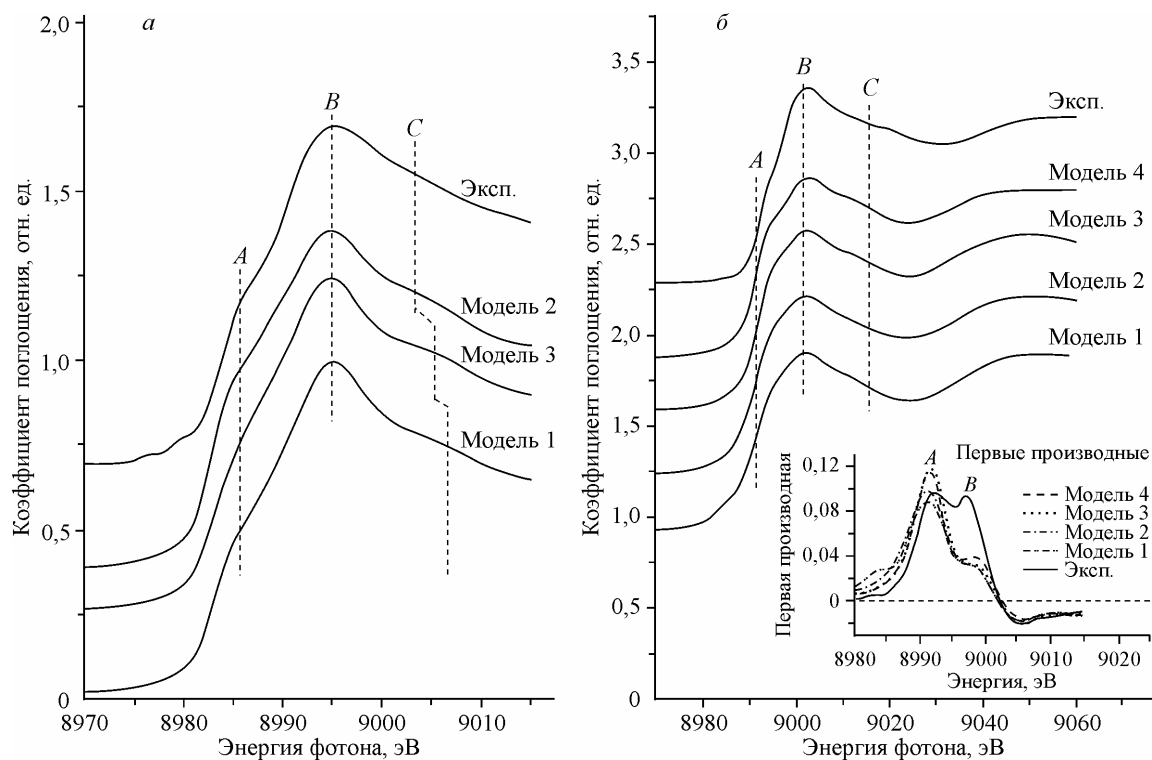 а
2,0
1,5
1,0
0,5
0
Коэффициент поглощения, отн. ед.
A
B
C
Эксп.
Модель 2
Модель 3
Модель 1
8970
8980
8990
9000
9010
Энергия фотона, эВ
б
3,5
3,0
2,5
2,0
1,5
1,0
0,5
0
Коэффициент поглощения, отн. ед.
A
B
C
Эксп.
Модель 4
Модель 3
Модель 2
Модель 1
8980
9000
9020
9040
9060
Энергия фотона, эВ
Первые производные
0,12
0,08
0,04
0
Первая производная
A
B
Модель 4
Модель 3
Модель 2
Модель 1
Эксп.
8980
8990
9000
9010
9020
Энергия, эВ